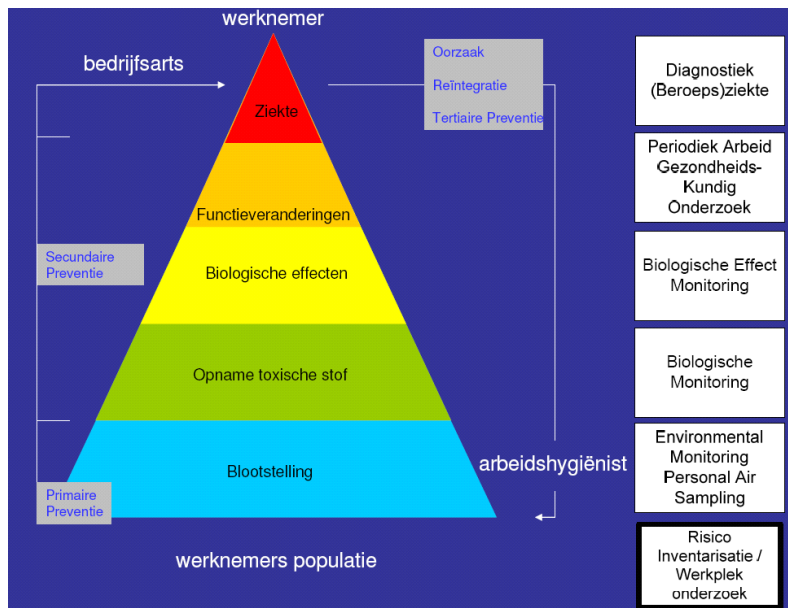 werknemer
bedrijfsarts
Oorzaak
Reïntegratie
Tertiaire Preventie
Ziekte
Functieveranderingen
Secundaire
Preventie
Biologische effecten
Opname toxische stof
Blootstelling
arbeidshygiënist
Primaire
Preventie
werknemers populatie
Diagnostiek
(Beroeps)ziekte
Periodiek Arbeid
Gezondheids-
Kundig
Onderzoek
Biologische Effect
Monitoring
Biologische
Monitoring
Environmental
Monitoring
Personal Air
Sampling
Risico
Inventarisatie /
Werkplek
onderzoek